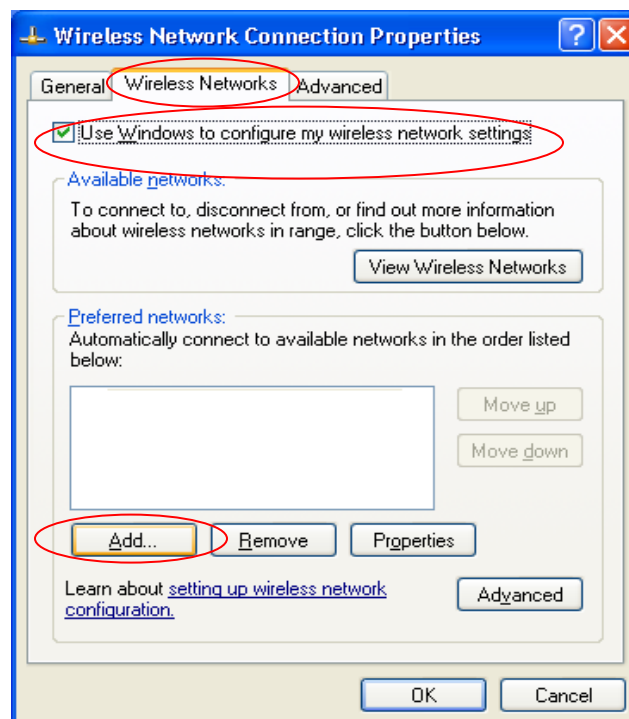 Wireless Network Connection Properties
General Wireless Networks Advanced
Use Windows to configure my wireless network settings
Available networks:
To connect to, disconnect from, or find out more information
about wireless networks in range, click the button below.
View Wireless Networks
Preferred networks:
Automatically connect to available networks in the order listed
below:
Move up
Move down
Add... Remove Properties
Learn about setting up wireless network
configuration.
Advanced
OK Cancel